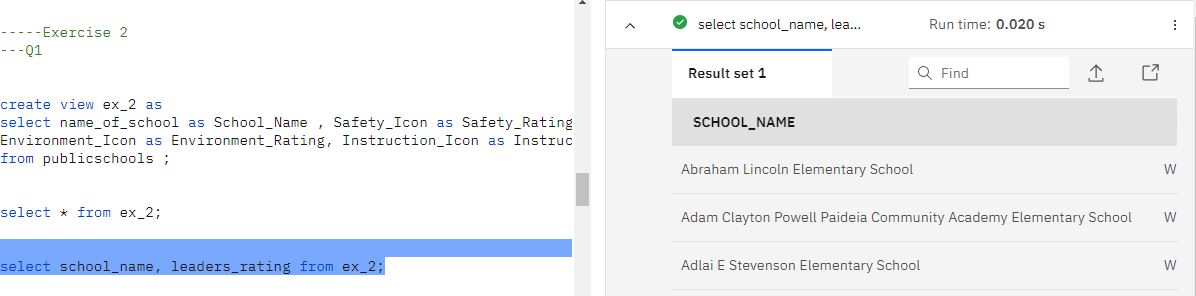 -----Exercise 2
---Q1
create view ex_2 as
select name_of_school as School_Name , Safety_Icon as Safety_Rating
Environment_Icon as Environment_Rating, Instruction_Icon as Instruc
from publicschools ;
select * from ex_2;
select school_name, leaders_rating from ex_2;
select school_name, lea...
Run time: 0.020 s
Result set 1
Find
SCHOOL_NAME
Abraham Lincoln Elementary School W
Adam Clayton Powell Paideia Community Academy Elementary School W
Adlai E Stevenson Elementary School W